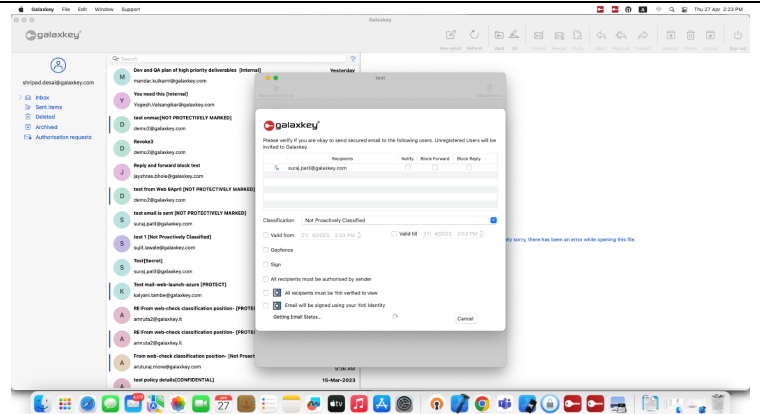 Galaxkey File Edit Window Support
Thu 27 Apr 2:23 PM
Galaxkey
galaxkey
New email Refresh
Sign out
shripad.desai@galaxkey.com
Inbox
Sent items
Deleted
Archived
Authorisation requests
Search
Dev and QA plan of high priority deliverables [Internal] Yesterday
M
mandar.kulkarni@galaxkey.com
You need this [Internal]
Y
Yogesh.Valsangikar@galaxkey.com
test onmac[NOT PROTECTIVELY MARKED]
D
demo2@galaxkey.com
Revoke3
D
demo2@galaxkey.com
Reply and forward block test
J
jayshree.bhole@galaxkey.com
test from Web 6April [NOT PROTECTIVELY MARKED]
D
demo2@galaxkey.com
test email is sent [NOT PROTECTIVELY MARKED]
S
suraj.patil@galaxkey.com
test 1 [Not Proactively Classified]
S
sujit.lawale@galaxkey.com
Test[Secret]
S
suraj.patil@galaxkey.com
Test mail-web-launch-azure [PROTECT]
K
kalyani.tambe@galaxkey.com
RE:From web-check classification position- [PROTE
A
amruta2@galaxkey.it
RE:From web-check classification position- [PROTE
A
amruta2@galaxkey.it
From web-check classification position- [Not Proact
A
9:36 AM
test policy details[CONFIDENTIAL] 15-Mar-2023
A
test
galaxkey
Please verify if you are okay to send secured email to the following users. Unregistered Users will be
invited to Galaxkey.
Recipients Notify Block Forward Block Reply
suraj.patil@galaxkey.com
Classification Not Proactively Classified
Valid from 27/ 4/2023, 2:23 PM Valid till 27/ 4/2023, 2:53 PM
Geofence
Sign
All recipients must be authorised by sender
All recipients must be Yoti verified to view
Email will be signed using your Yoti Identity
Getting Email Status... Cancel
ely sorry, there has been an error while opening this file.
APR
27
tv